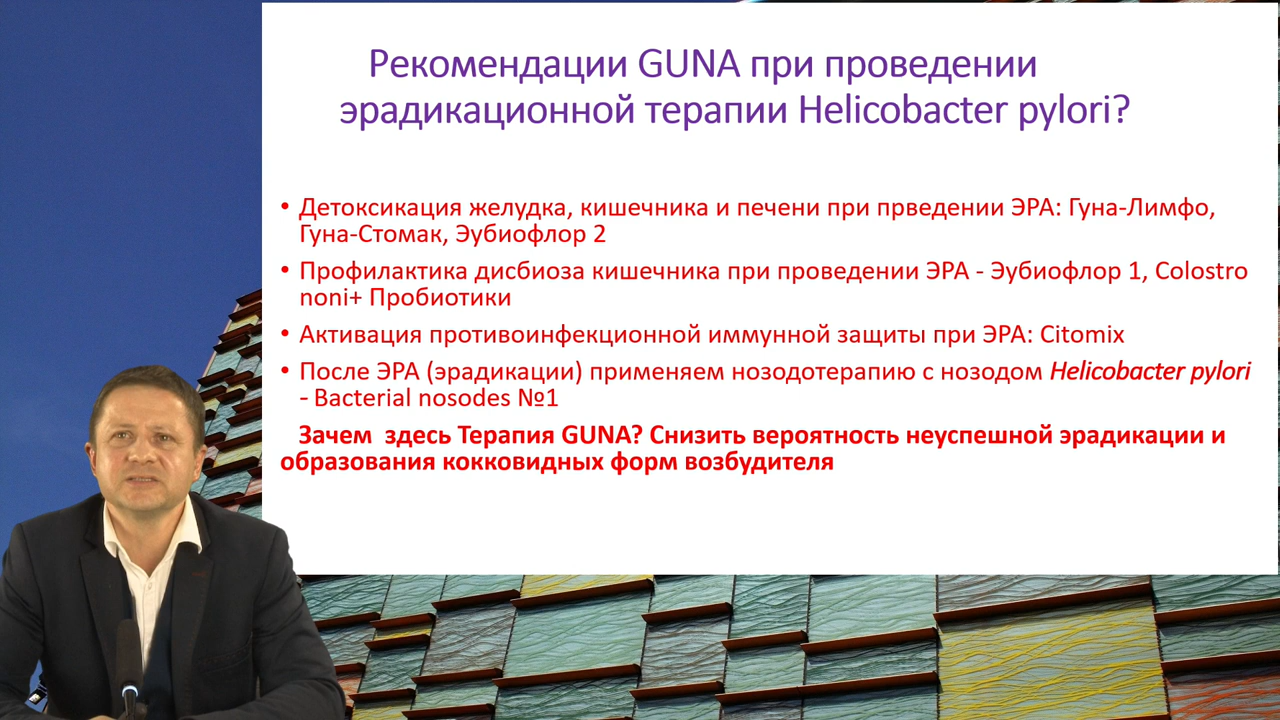 Рекомендации GUNA при проведении
эрадикационной терапии Helicobacter pylori?
• Детоксикация желудка, кишечника и печени при прведении ЭРА: Гуна-Лимфо,
Гуна-Стомак, Эубиофлор 2
• Профилактика дисбиоза кишечника при проведении ЭРА - Эубиофлор 1, Colostro
noni+ Пробиотики
• Активация противоинфекционной иммунной защиты при ЭРА: Citomix
• После ЭРА (эрадикации) применяем нозодотерапию с нозодом Helicobacter pylori
- Bacterial nosodes №1
Зачем здесь Терапия GUNA? Снизить вероятность неуспешной эрадикации и
образования кокковидных форм возбудителя